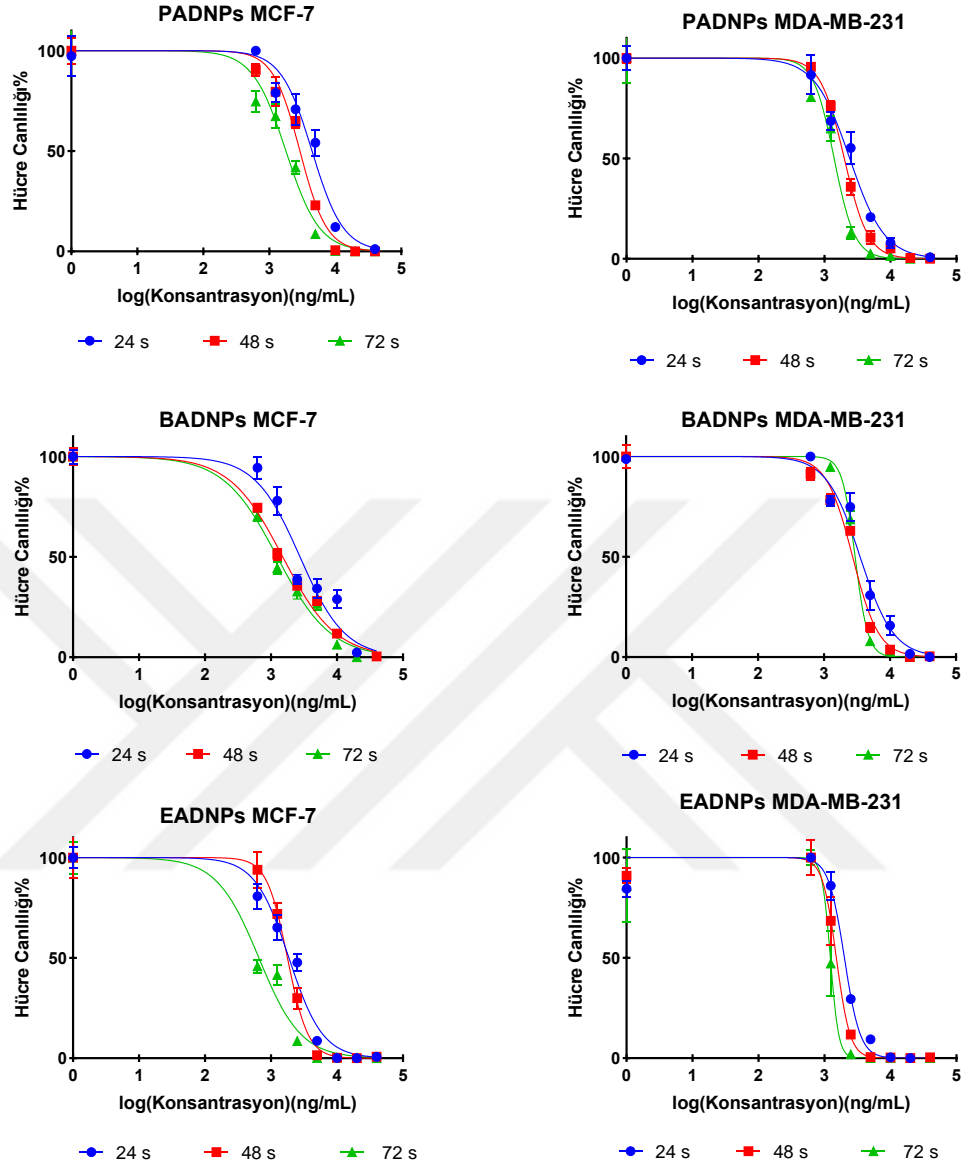 PADNPs MCF-7
Hücre Canlılığı%
100
50
0
0 1 2 3 4 5
log(Konsantrasyon)(ng/mL)
24 s 48 s 72 s
PADNPs MDA-MB-231
Hücre Canlılığı%
100
50
0
0 1 2 3 4 5
log(Konsantrasyon)(ng/mL)
24 s 48 s 72 s
BADNPs MCF-7
Hücre Canlılığı%
100
50
0
0 1 2 3 4 5
log(Konsantrasyon)(ng/mL)
24 s 48 s 72 s
BADNPs MDA-MB-231
Hücre Canlılığı%
100
50
0
0 1 2 3 4 5
log(Konsantrasyon)(ng/mL)
24 s 48 s 72 s
EADNPs MCF-7
Hücre Canlılığı%
100
50
0
0 1 2 3 4 5
log(Konsantrasyon)(ng/mL)
24 s 48 s 72 s
EADNPs MDA-MB-231
Hücre Canlılığı%
100
50
0
0 1 2 3 4 5
log(Konsantrasyon)(ng/mL)
24 s 48 s 72 s